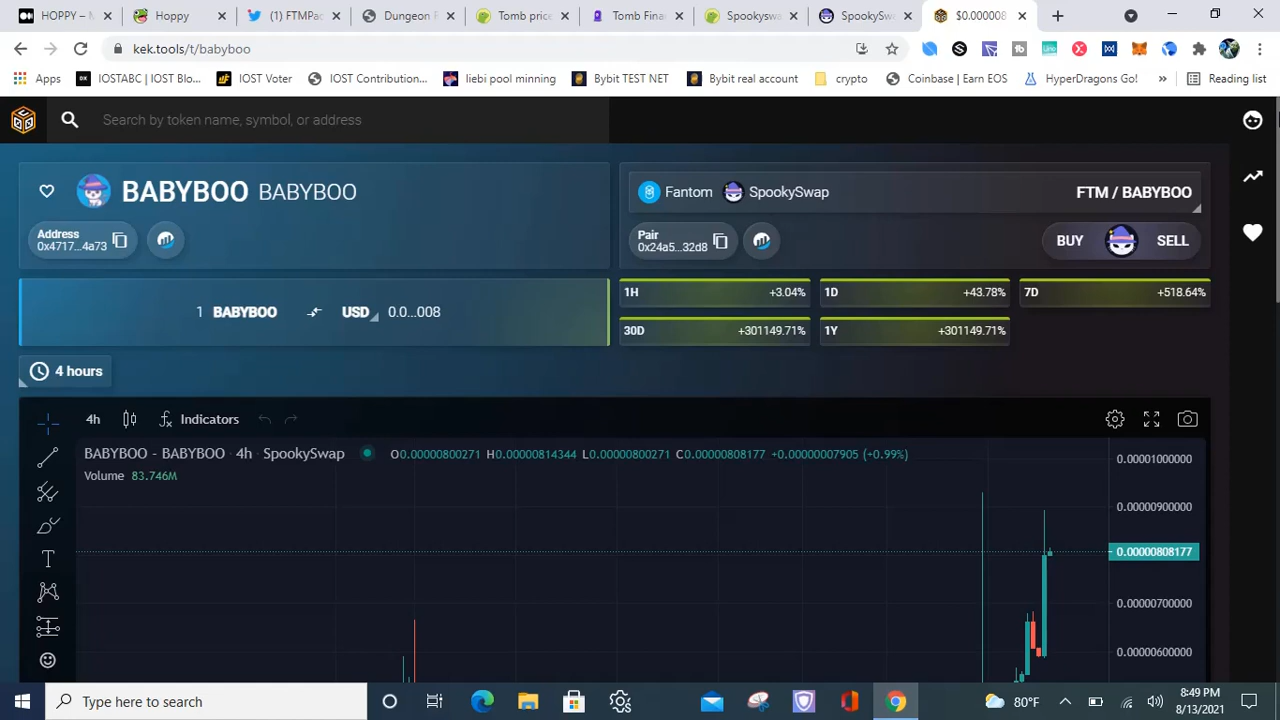 HOPPY – M
Hoppy
(1) FTMPac
Dungeon R
Tomb price
Tomb Fina
Spookyswa
SpookySwa
$0.000008
kek.tools/t/babyboo
Apps
IOSTABC | IOST Blo...
IOST Voter
IOST Contribution...
liebi pool minning
Bybit TEST NET
Bybit real account
crypto
Coinbase | Earn EOS
HyperDragons Go!
»
Reading list
Search by token name, symbol, or address
BABYBOO BABYBOO
Address
0x4717...4a73
Fantom SpookySwap FTM / BABYBOO
Pair
0x24a5...32d8
BUY SELL
1 BABYBOO USD 0.0...008
1H +3.04%
1D +43.78%
7D +518.64%
30D +301149.71%
1Y +301149.71%
4 hours
4h Indicators
BABYBOO - BABYBOO · 4h · SpookySwap O0.00000800271 H0.00000814344 L0.00000800271 C0.00000808177 +0.00000007905 (+0.99%)
Volume 83.746M
0.00001000000
0.00000900000
0.00000808177
0.00000700000
0.00000600000
Type here to search
80°F
8:49 PM
8/13/2021